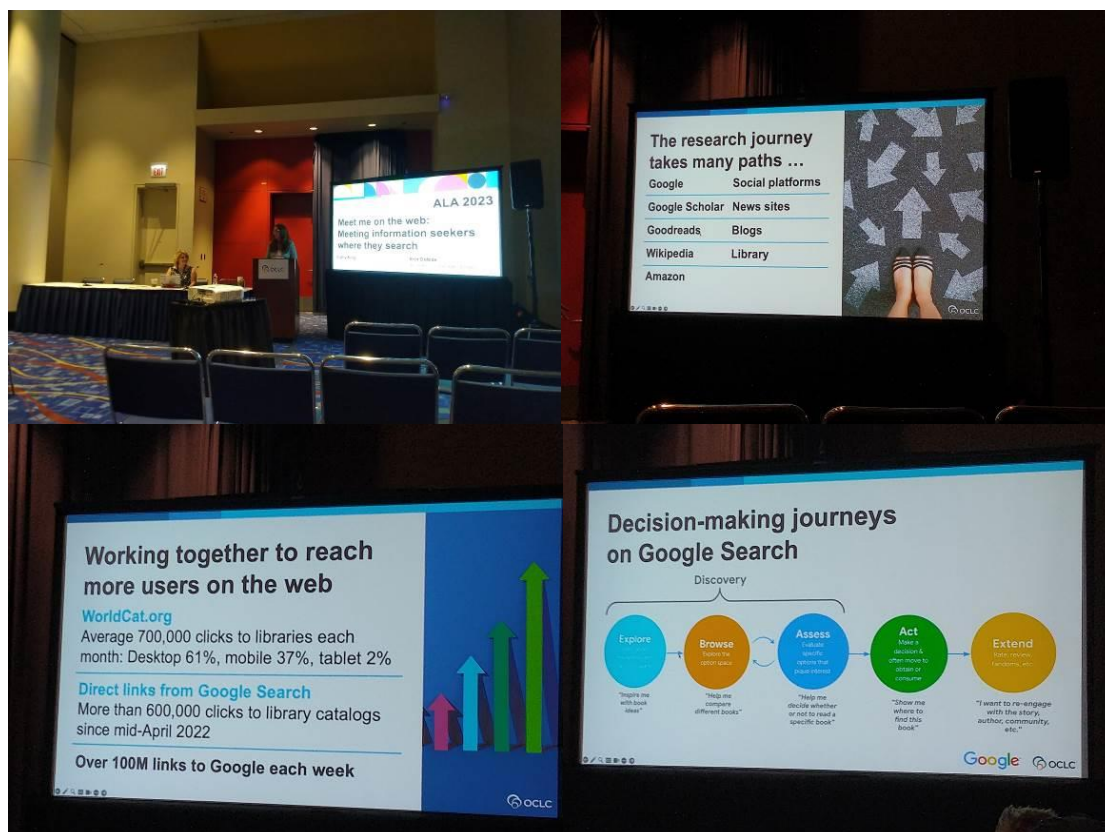 EXIT
ALA 2023
Meet me on the web:
Meeting information seekers
where they search
OCLC
The research journey
takes many paths ...
Google Social platforms
Google Scholar News sites
Goodreads Blogs
Wikipedia Library
Amazon
OCLC
Working together to reach
more users on the web
WorldCat.org
Average 700,000 clicks to libraries each
month: Desktop 61%, mobile 37%, tablet 2%
Direct links from Google Search
More than 600,000 clicks to library catalogs
since mid-April 2022
Over 100M links to Google each week
OCLC
Decision-making journeys
on Google Search
Discovery
Explore
"Inspire me
with book
ideas"
Browse
Explore the
option space
"Help me
compare
different books"
Assess
Evaluate
specific
options that
pique interest
"Help me
decide whether
or not to read a
specific book"
Act
Make a
decision &
often move to
obtain or
consume
"Show me
where to
find this
book"
Extend
Rate, review,
fandoms, etc.
"I want to re-engage
with the story,
author, community,
etc."
Google OCLC